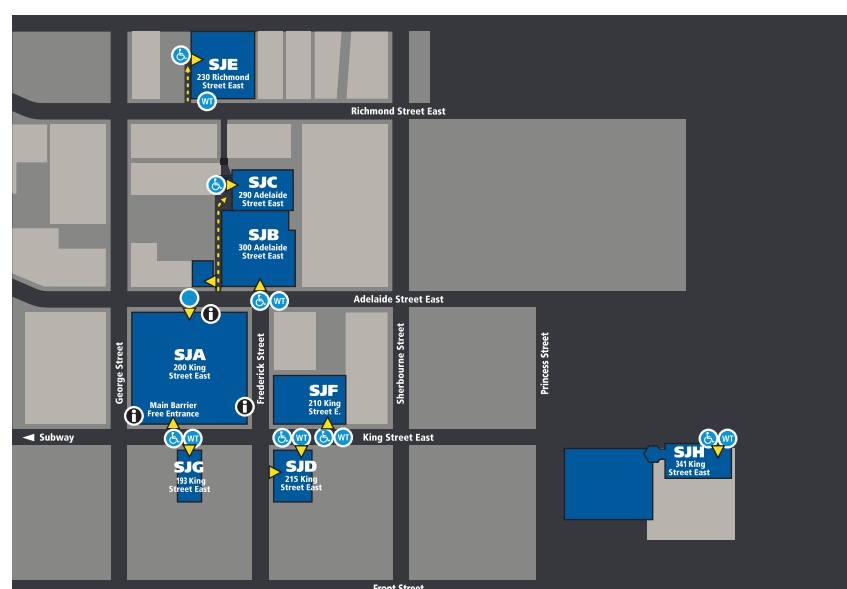 SJE
230 Richmond
Street East
WT
Richmond Street East
SJC
290 Adelaide
Street East
SJB
300 Adelaide
Street East
WT
Adelaide Street East
i
George Street
SJA
200 King
Street East
Main Barrier
Free Entrance
i
i
Frederick Street
Sherbourne Street
Princess Street
SJF
210 King
Street E.
Subway
WT
WT
WT
King Street East
WT
SJG
193 King
Street East
SJD
215 King
Street East
SJH
341 King
Street East
Front Street